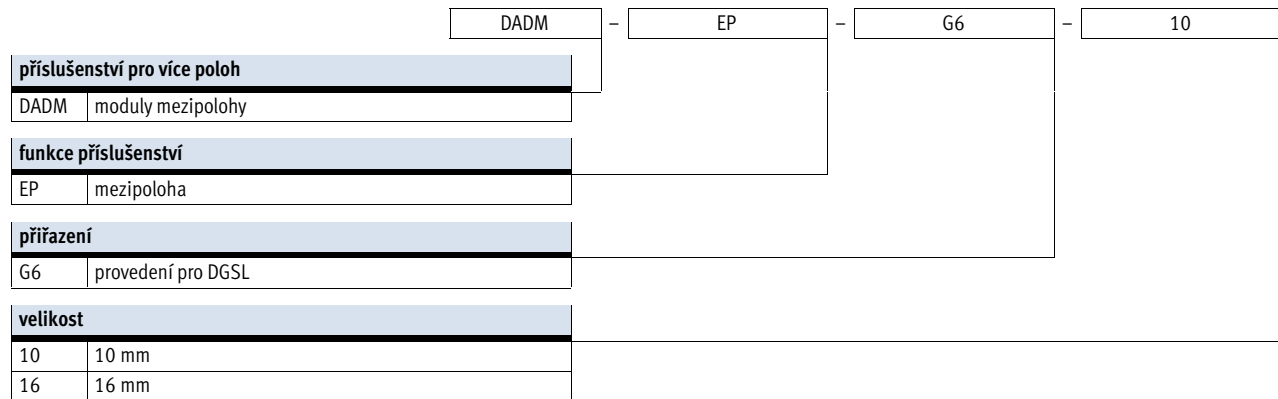 DADM – EP – G6 – 10
příslušenství pro více poloh
DADM moduly mezipolohy
funkce příslušenství
EP mezipoloha
přiřazení
G6 provedení pro DGSL
velikost
10 10 mm
16 16 mm